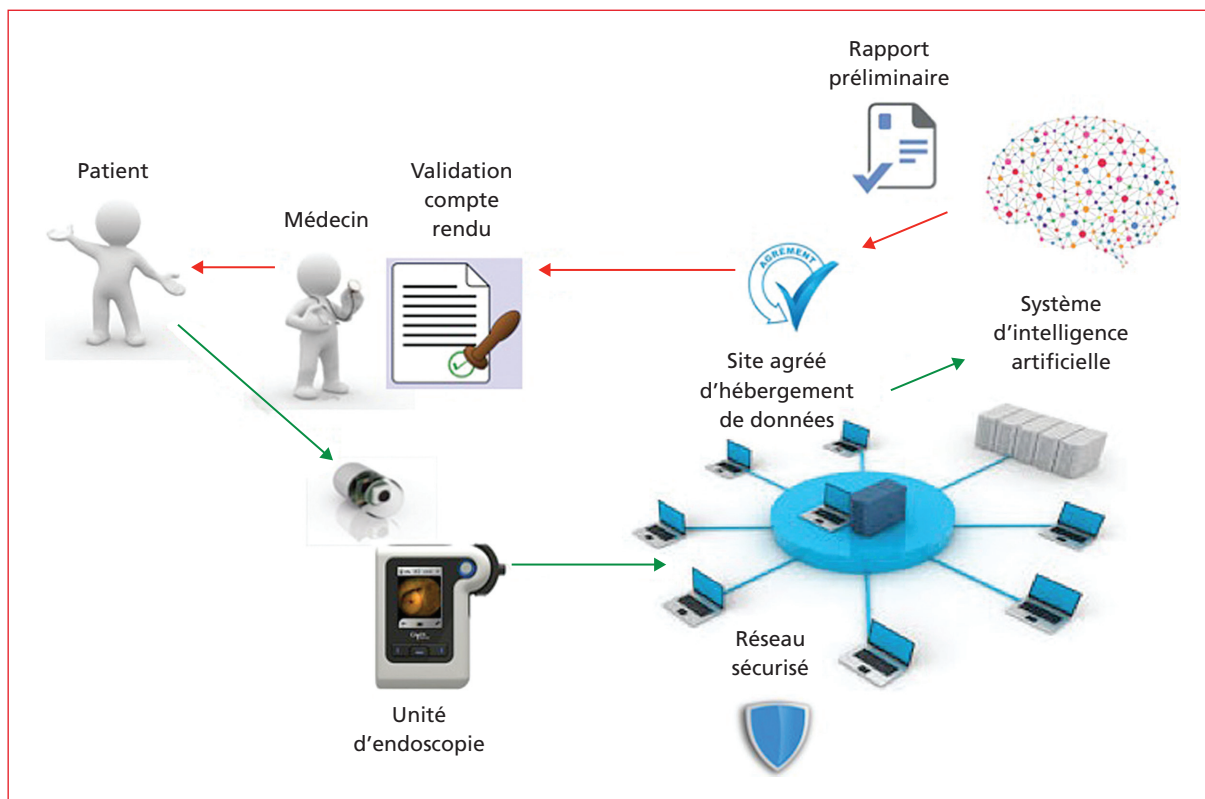 Rapport
préliminaire
Patient
Médecin
Validation
compte
rendu
AGRÉMENT
Système
d'intelligence
artificielle
Site agréé
d'hébergement
de données
Réseau
sécurisé
Unité
d'endoscopie